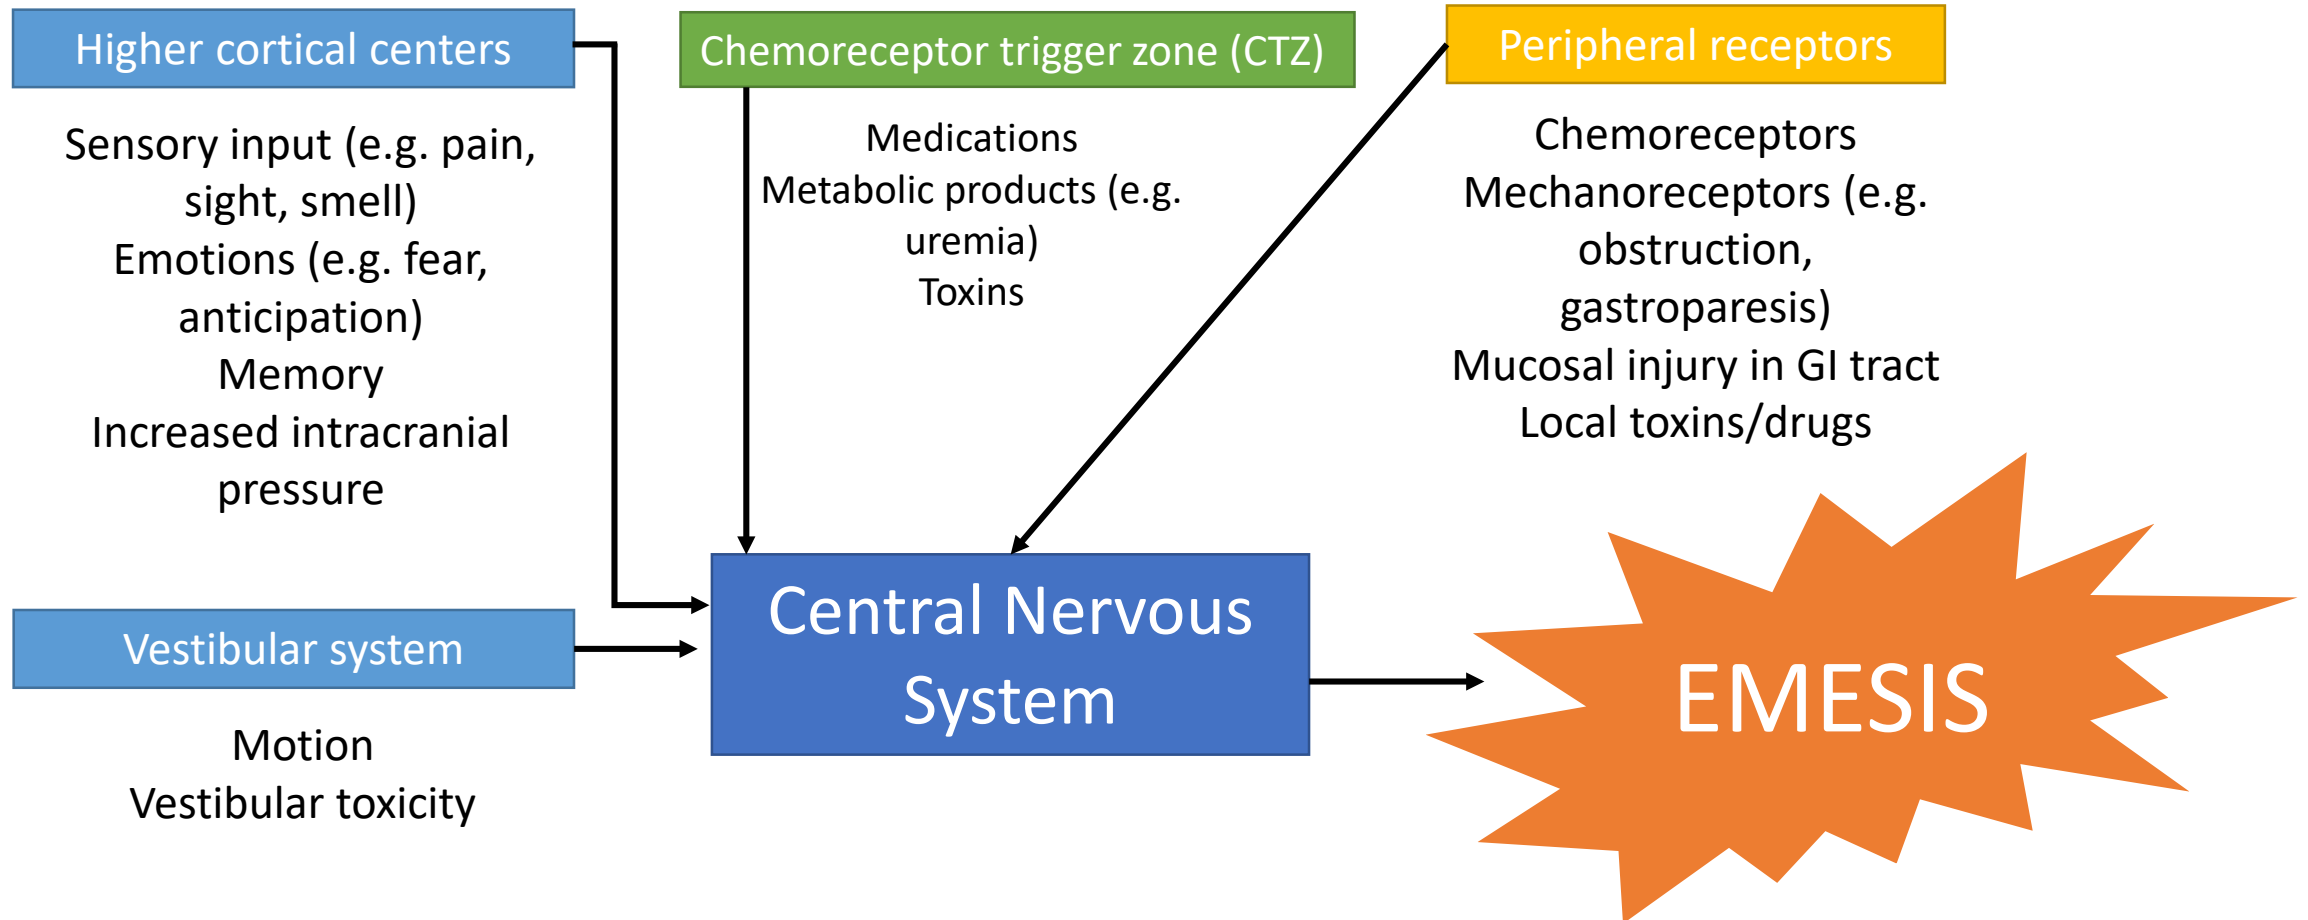 Higher cortical centers
Sensory input (e.g. pain,
sight, smell)
Emotions (e.g. fear,
anticipation)
Memory
Increased intracranial
pressure
Chemoreceptor trigger zone (CTZ)
Medications
Metabolic products (e.g.
uremia)
Toxins
Peripheral receptors
Chemoreceptors
Mechanoreceptors (e.g.
obstruction,
gastroparesis)
Mucosal injury in GI tract
Local toxins/drugs
Vestibular system
Motion
Vestibular toxicity
Central Nervous
System
EMESIS